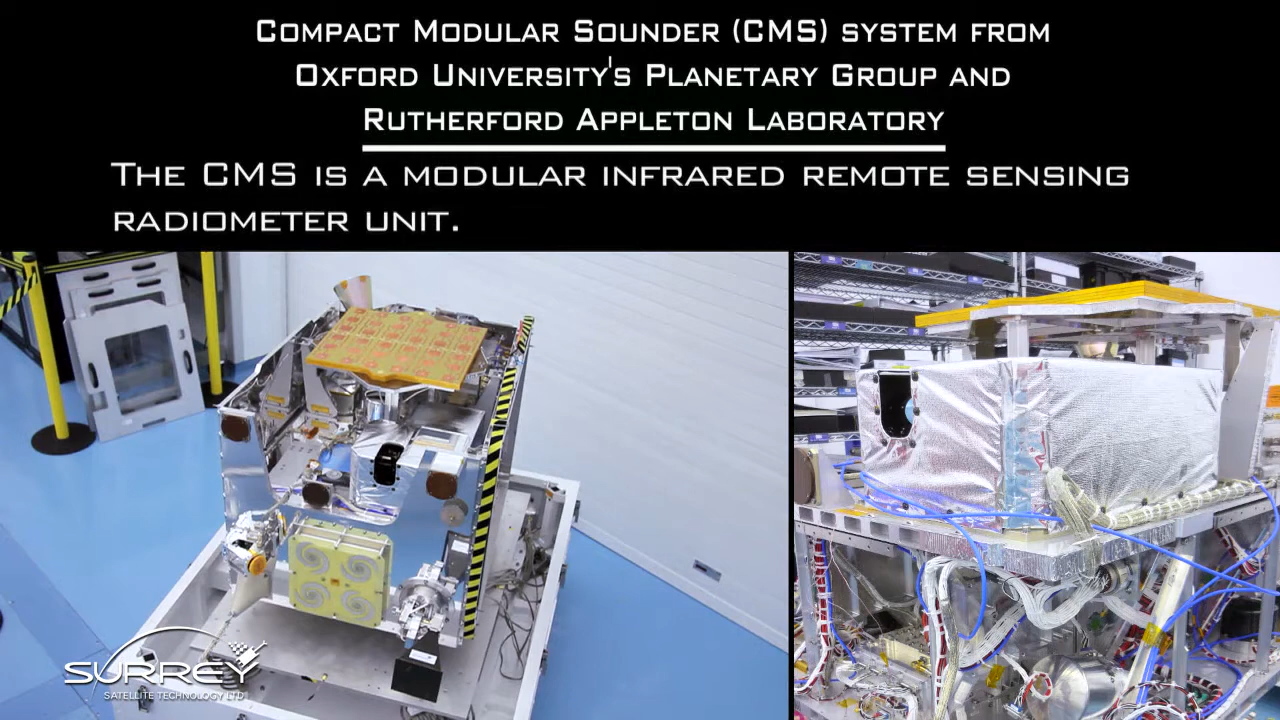 COMPACT MODULAR SOUNDER (CMS) SYSTEM FROM
OXFORD UNIVERSITY'S PLANETARY GROUP AND
RUTHERFORD APPLETON LABORATORY
THE CMS IS A MODULAR INFRARED REMOTE SENSING
RADIOMETER UNIT.
SURREY
SATELLITE TECHNOLOGY LTD